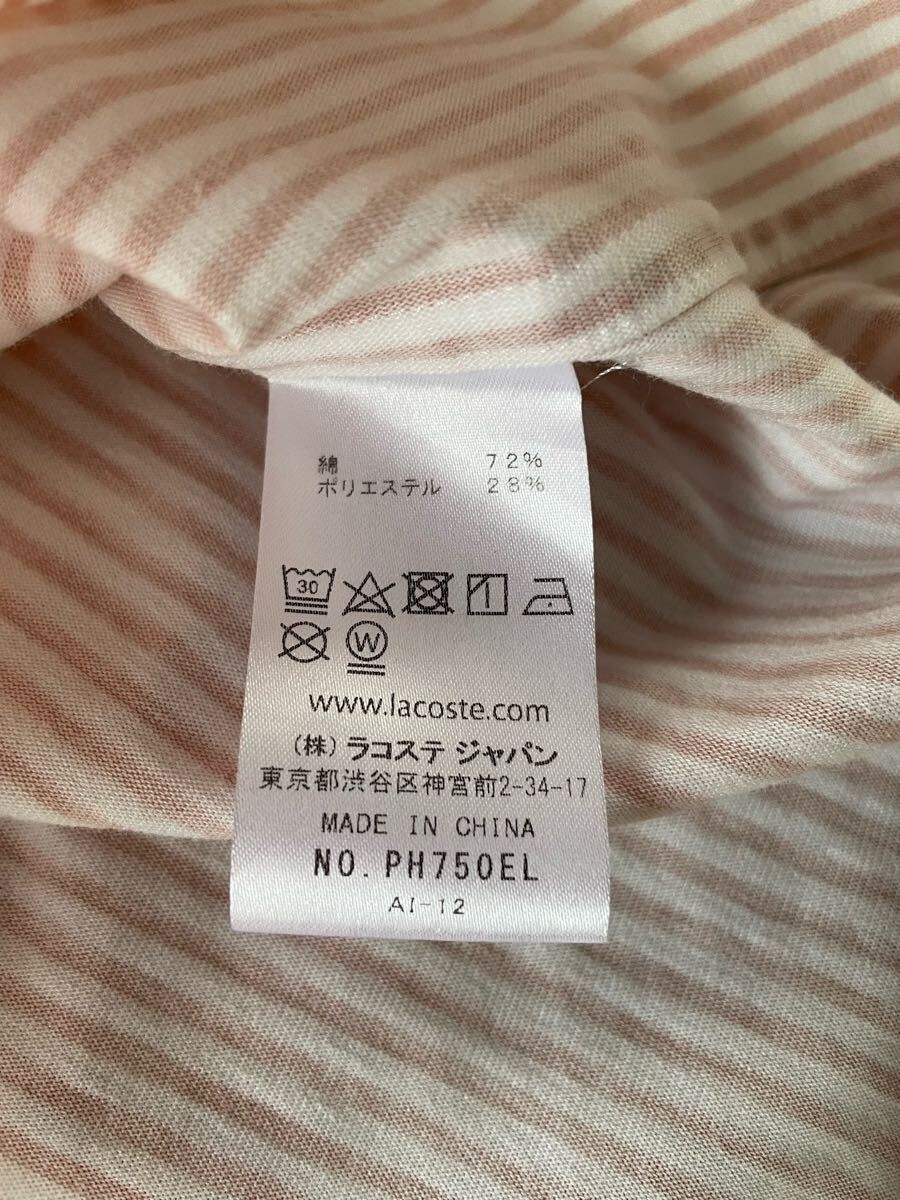 綿 72%
ポリエステル 28%
30
W
www.lacoste.com
(株) ラコステ ジャパン
東京都渋谷区神宮前2-34-17
MADE IN CHINA
NO. PH750EL
AI-12